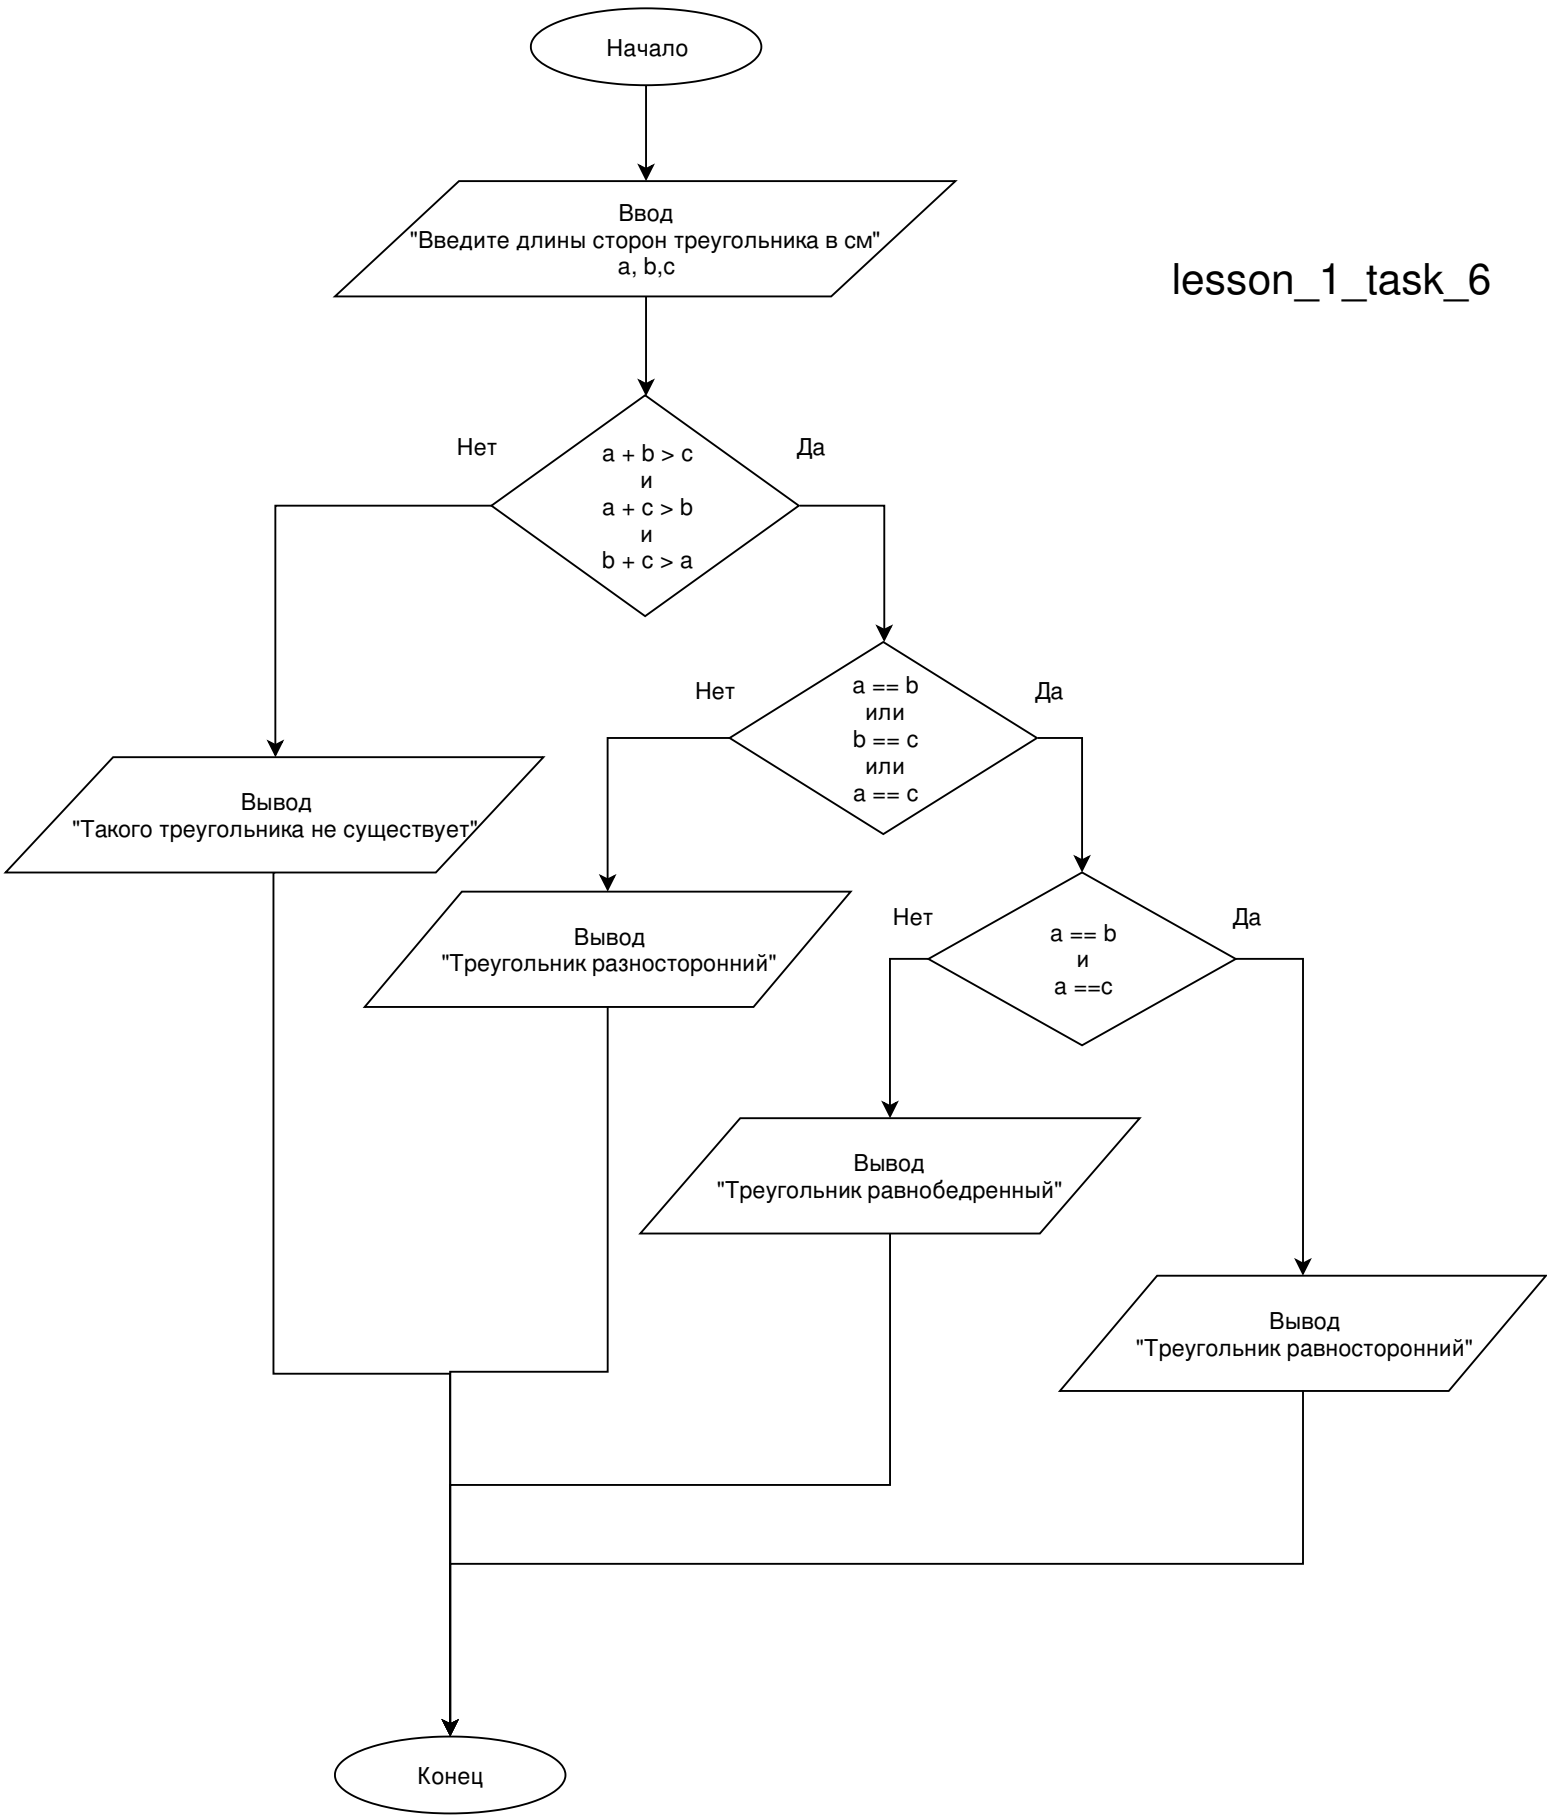 Начало
Ввод
"Введите длины сторон треугольника в см"
a, b,c
lesson_1_task_6
Нет
Да
a + b > c
и
a + c > b
и
b + c > a
Нет
Да
a == b
или
b == c
или
a == c
Вывод
"Такого треугольника не существует"
Нет
Да
a == b
и
a ==c
Вывод
"Треугольник разносторонний"
Вывод
"Треугольник равнобедренный"
Вывод
"Треугольник равносторонний"
Конец